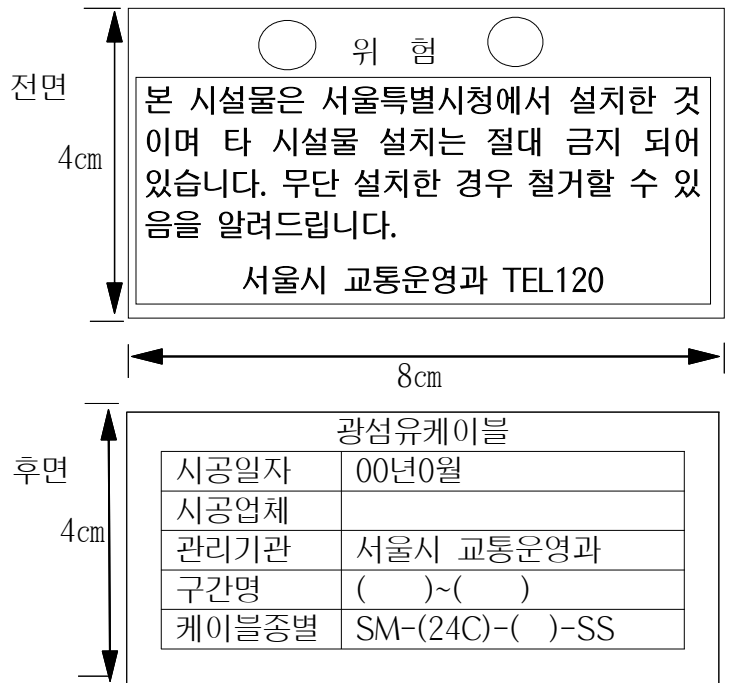 위 험
전면
본 시설물은 서울특별시청에서 설치한 것
이며 타 시설물 설치는 절대 금지 되어
4cm
있습니다. 무단 설치한 경우 철거할 수 있
음을 알려드립니다.
서울시 교통운영과 TEL120
8cm
광섬유케이블
후면
시공일자 00년0월
시공업체
4cm
관리기관 서울시 교통운영과
구간명 ( )~( )
케이블종별 SM-(24C)-( )-SS